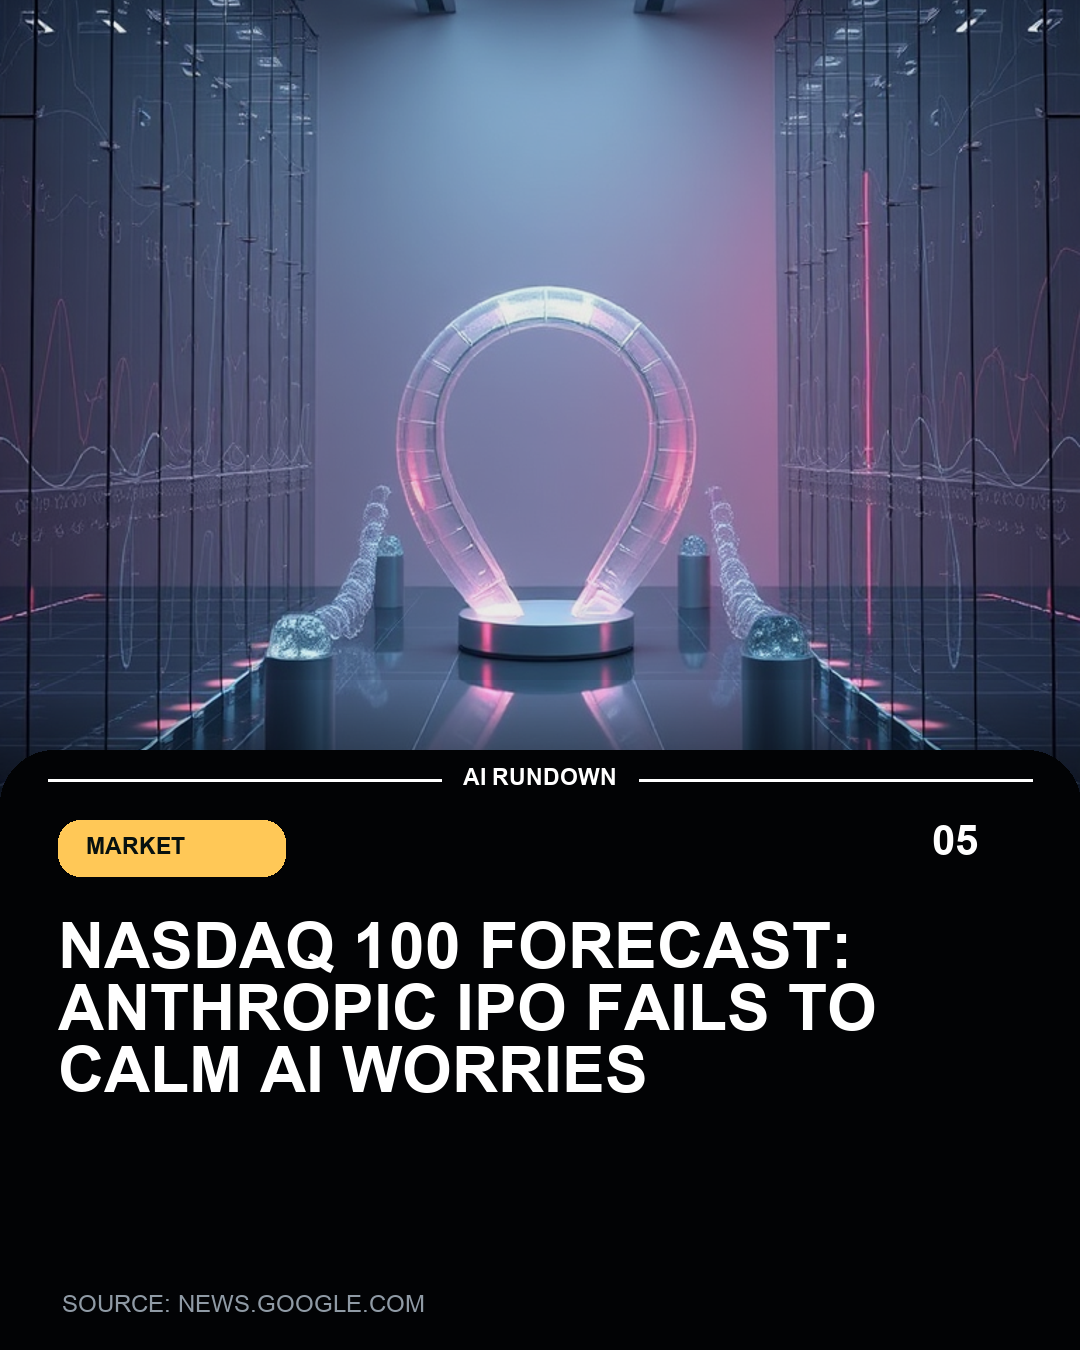 AI RUNDOWN
MARKET
05
NASDAQ 100 FORECAST:
ANTHROPIC IPO FAILS TO
CALM AI WORRIES
SOURCE: NEWS.GOOGLE.COM